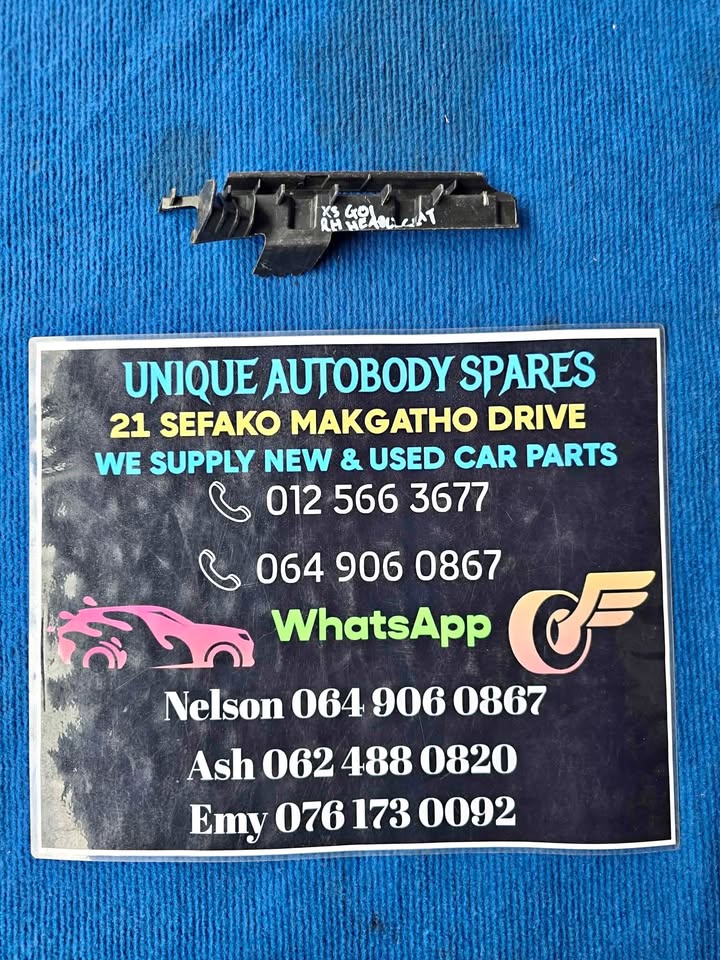 X3 G01
RH HEADLIGHT
UNIQUE AUTOBODY SPARES
21 SEFAKO MAKGATHO DRIVE
WE SUPPLY NEW & USED CAR PARTS
012 566 3677
064 906 0867
WhatsApp
Nelson 064 906 0867
Ash 062 488 0820
Emy 076 173 0092